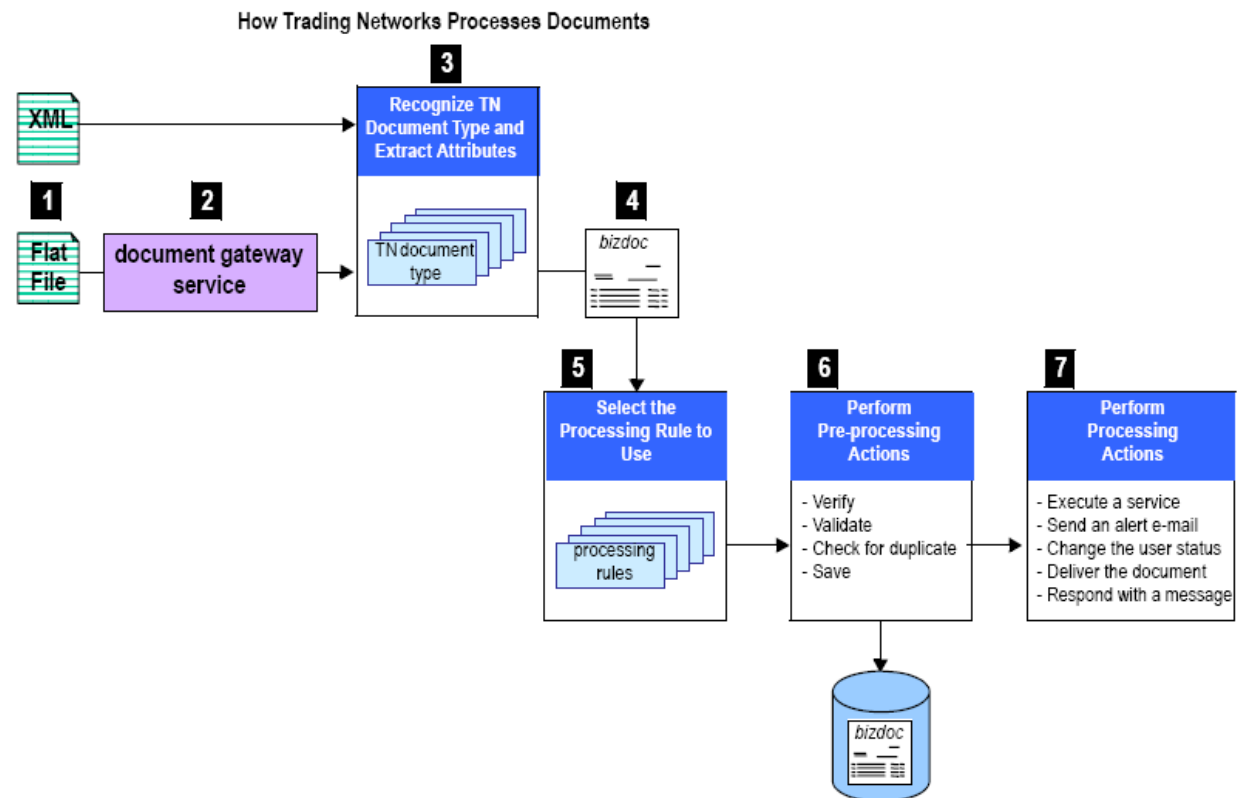 How Trading Networks Processes Documents
3
XML
Recognize TN
Document Type and
Extract Attributes
1
2
4
Flat
File
document gateway
service
TN document
type
bizdoc
5
6
7
Select the
Processing Rule to
Use
Perform
Pre-processing
Actions
Perform
Processing
Actions
processing
rules
- Verify
- Validate
- Check for duplicate
- Save
- Execute a service
- Send an alert e-mail
- Change the user status
- Deliver the document
- Respond with a message
bizdoc